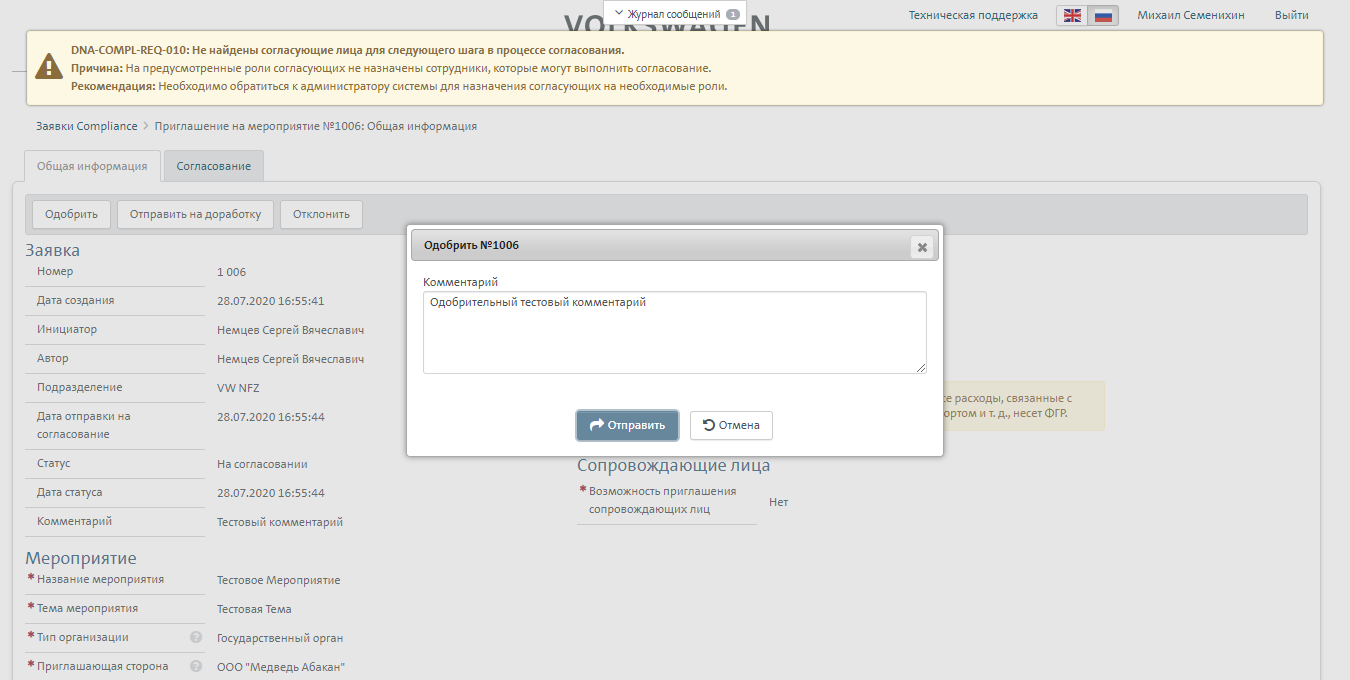 VOLKSWAGEN
Журнал сообщений 1
Техническая поддержка
Михаил Семенихин
Выйти
DNA-COMPL-REQ-010: Не найдены согласующие лица для следующего шага в процессе согласования.
Причина: На предусмотренные роли согласующих не назначены сотрудники, которые могут выполнить согласование.
Рекомендация: Необходимо обратиться к администратору системы для назначения согласующих на необходимые роли.
Заявки Compliance > Приглашение на мероприятие №1006: Общая информация
Общая информация
Согласование
Одобрить
Отправить на доработку
Отклонить
Одобрить №1006
Комментарий
Одобрительный тестовый комментарий
Отправить
Отмена
Заявка
Номер 1 006
Дата создания 28.07.2020 16:55:41
Инициатор Немцев Сергей Вячеславич
Автор Немцев Сергей Вячеславич
Подразделение VW NFZ
Дата отправки на 28.07.2020 16:55:44
согласование
Статус На согласовании
Дата статуса 28.07.2020 16:55:44
Комментарий Тестовый комментарий
расходы, связанные с
и т. д., несет ФГР.
Сопровождающие лица
* Возможность приглашения Нет
сопровождающих лиц
Мероприятие
* Название мероприятия Тестовое Мероприятие
* Тема мероприятия Тестовая Тема
* Тип организации ? Государственный орган
* Приглашающая сторона ? ООО "Медведь Абакан"